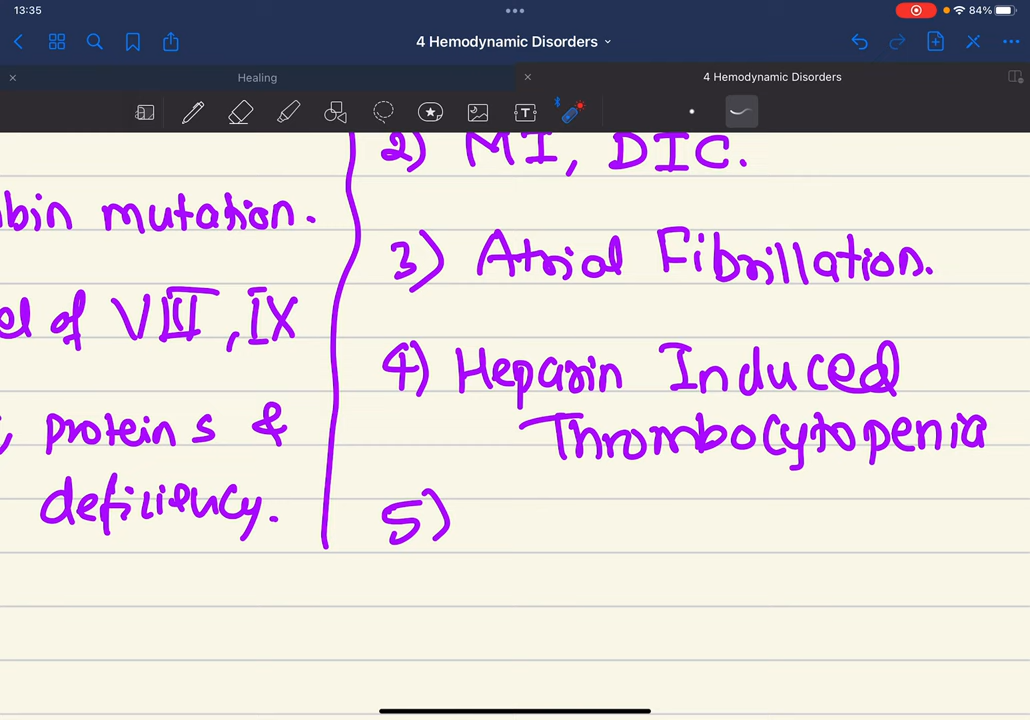 13:35
84%
4 Hemodynamic Disorders
Healing
4 Hemodynamic Disorders
2) MI, DIC.
bin mutation.
3) Atrial Fibrillation.
el of VIII, IX
4) Heparin Induced
Thrombocytopenia
, protein s &
deficiency.
5)